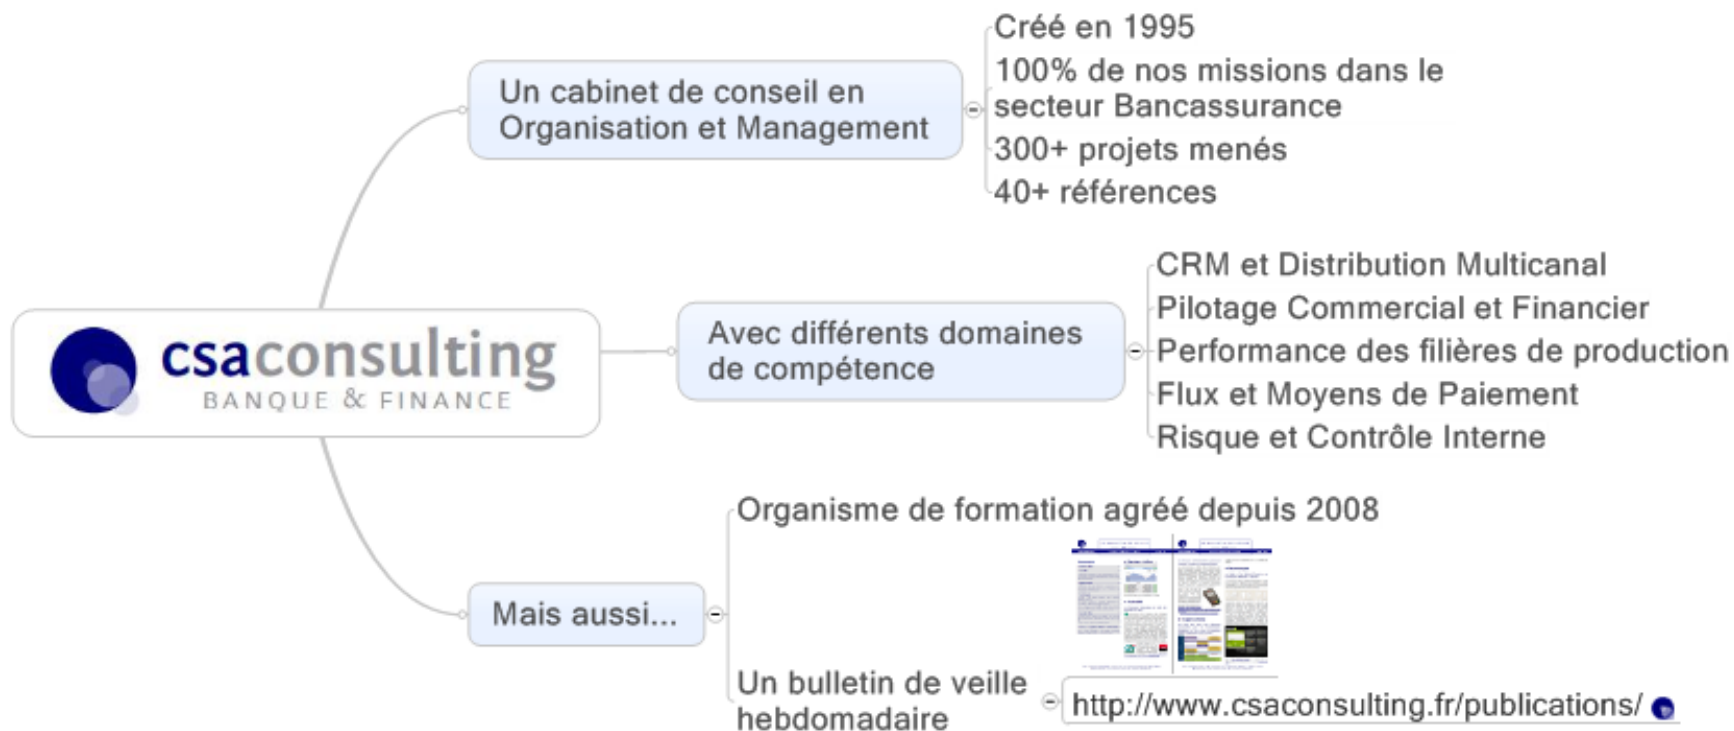 Créé en 1995
100% de nos missions dans le
secteur Bancassurance
300+ projets menés
40+ références
Un cabinet de conseil en
Organisation et Management
csaconsulting
BANQUE & FINANCE
Avec différents domaines
de compétence
CRM et Distribution Multicanal
Pilotage Commercial et Financier
Performance des filières de production
Flux et Moyens de Paiement
Risque et Contrôle Interne
Mais aussi...
Organisme de formation agréé depuis 2008
Un bulletin de veille
hebdomadaire
http://www.csaconsulting.fr/publications/